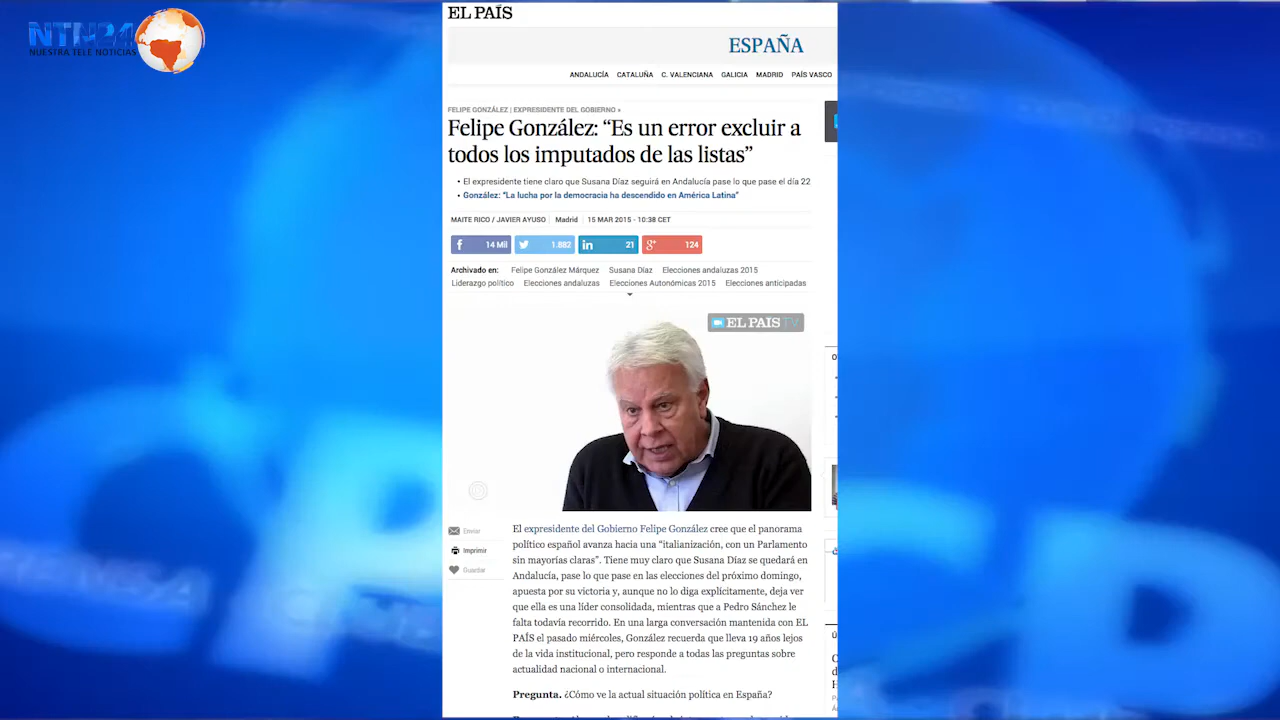 NTN24
NUESTRA TELE NOTICIAS
EL PAÍS
ESPAÑA
ANDALUCÍA CATALUÑA C. VALENCIANA GALICIA MADRID PAÍS VASCO
FELIPE GONZÁLEZ | EXPRESIDENTE DEL GOBIERNO »
Felipe González: “Es un error excluir a
todos los imputados de las listas”
• El expresidente tiene claro que Susana Díaz seguirá en Andalucía pase lo que pase el día 22
• González: “La lucha por la democracia ha descendido en América Latina”
MAITE RICO / JAVIER AYUSO | Madrid | 15 MAR 2015 - 10:38 CET
14 Mil 1.882 21 124
Archivado en: Felipe González Márquez Susana Díaz Elecciones andaluzas 2015
Liderazgo político Elecciones andaluzas Elecciones Autonómicas 2015 Elecciones anticipadas
EL PAIS TV
Enviar
Imprimir
Guardar
El expresidente del Gobierno Felipe González cree que el panorama
político español avanza hacia una “italianización, con un Parlamento
sin mayorías claras”. Tiene muy claro que Susana Díaz se quedará en
Andalucía, pase lo que pase en las elecciones del próximo domingo,
apuesta por su victoria y, aunque no lo diga explícitamente, deja ver
que ella es una líder consolidada, mientras que a Pedro Sánchez le
falta todavía recorrido. En una larga conversación mantenida con EL
PAÍS el pasado miércoles, González recuerda que lleva 19 años lejos
de la vida institucional, pero responde a todas las preguntas sobre
actualidad nacional o internacional.
Pregunta. ¿Cómo ve la actual situación política en España?